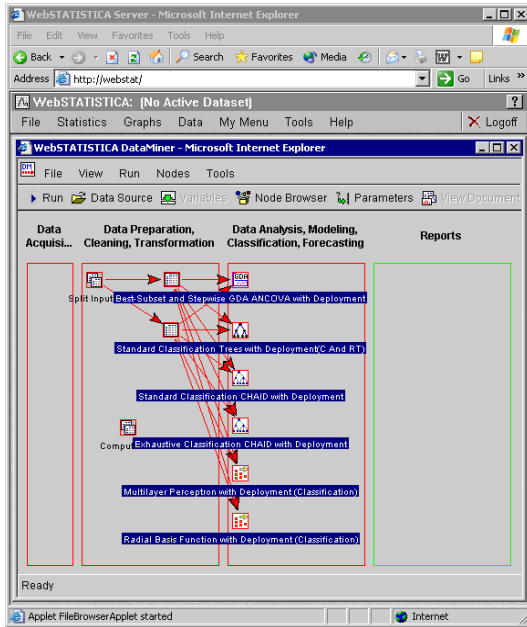 WebSTATISTICA Server - Microsoft Internet Explorer
File Edit View Favorites Tools Help
Back Search Favorites Media
Address http://webstat/ Go Links »
WebSTATISTICA: (No Active Dataset) ?
File Statistics Graphs Data My Menu Tools Help Logoff
WebSTATISTICA DataMiner - Microsoft Internet Explorer
DM File View Run Nodes Tools
Run Data Source Variables Node Browser Parameters View Document
Data Acquisi...
Data Preparation, Cleaning, Transformation
Data Analysis, Modeling, Classification, Forecasting
Reports
GDA
Split Input Best-Subset and Stepwise GDA ANCOVA with Deployment
Standard Classification Trees with Deployment(C And RT)
Standard Classification CHAID with Deployment
Comput Exhaustive Classification CHAID with Deployment
Multilayer Perceptron with Deployment (Classification)
Radial Basis Function with Deployment (Classification)
Ready
Applet FileBrowserApplet started Internet